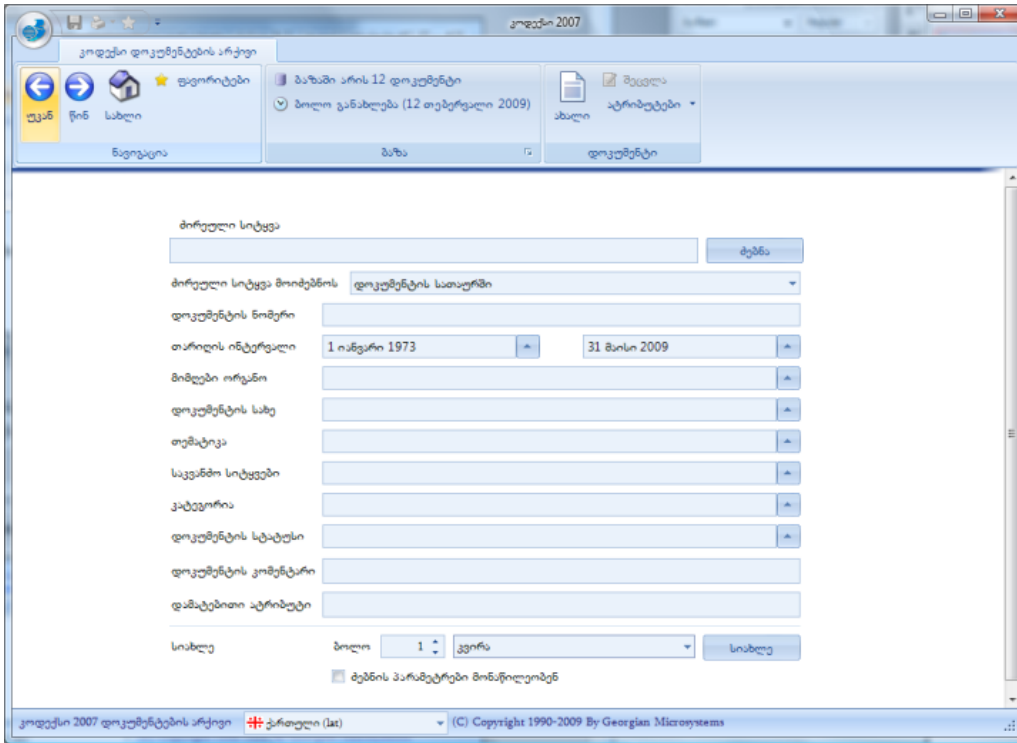 კოდექსი 2007
კოდექსი დოკუმენტების არქივი
უკან
წინ
სახლი
ფავორიტები
ნავიგაცია
ბაზაში არის 12 დოკუმენტი
ბოლო განახლება (12 თებერვალი 2009)
ბაზა
ახალი
შეცვლა
ატრიბუტები
დოკუმენტი
ძირეული სიტყვა
ძებნა
ძირეული სიტყვა მოიძებნოს დოკუმენტის სათაურში
დოკუმენტის ნომერი
თარიღის ინტერვალი 1 იანვარი 1973 31 მაისი 2009
მიმღები ორგანო
დოკუმენტის სახე
თემატიკა
საკვანძო სიტყვები
კატეგორია
დოკუმენტის სტატუსი
დოკუმენტის კომენტარი
დამატებითი ატრიბუტი
სიახლე ბოლო 1 კვირა სიახლე
ძებნის პარამეტრები მონაწილეობენ
კოდექსი 2007 დოკუმენტების არქივი ქართული (lat) (C) Copyright 1990-2009 By Georgian Microsystems